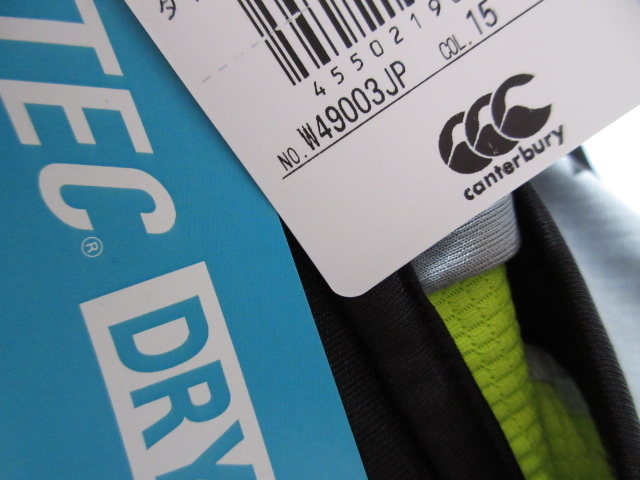 4550219
NO. W49003JP COL. 15
canterbury
TEC®
DRY